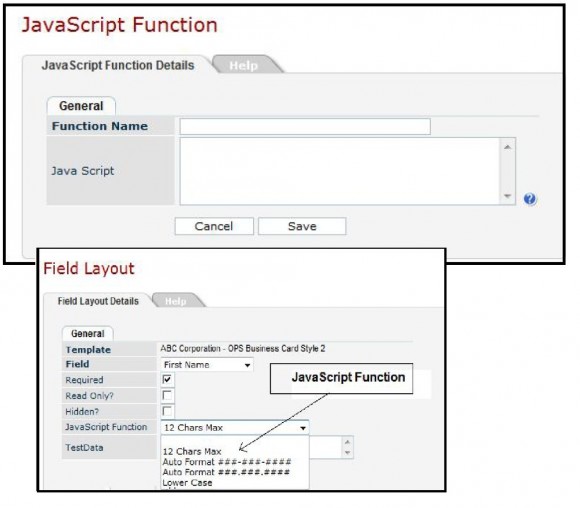 JavaScript Function
JavaScript Function Details Help
General
Function Name
Java Script
Cancel Save
Field Layout
Field Layout Details Help
General
Template ABC Corporation - OPS Business Card Style 2
Field First Name
Required
JavaScript Function
Read Only?
Hidden?
JavaScript Function 12 Chars Max
TestData
12 Chars Max
Auto Format ###-###-####
Auto Format ###.###.####
Lower Case